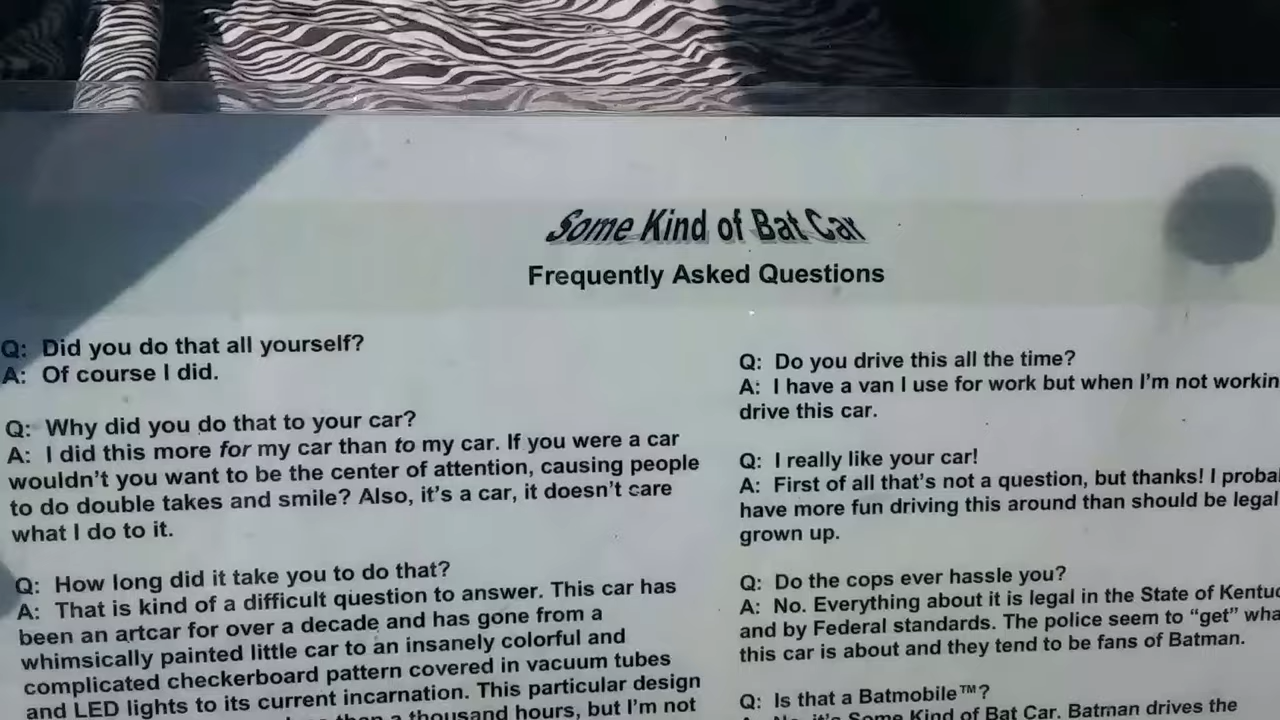 Some Kind of Bat Car
Frequently Asked Questions
Q: Did you do that all yourself?
A: Of course I did.
Q: Why did you do that to your car?
A: I did this more for my car than to my car. If you were a car
wouldn't you want to be the center of attention, causing people
to do double takes and smile? Also, it's a car, it doesn't care
what I do to it.
Q: How long did it take you to do that?
A: That is kind of a difficult question to answer. This car has
been an artcar for over a decade and has gone from a
whimsically painted little car to an insanely colorful and
complicated checkerboard pattern covered in vacuum tubes
and LED lights to its current incarnation. This particular design
than a thousand hours, but I'm not
Q: Do you drive this all the time?
A: I have a van I use for work but when I'm not workin
drive this car.
Q: I really like your car!
A: First of all that's not a question, but thanks! I proba
have more fun driving this around than should be legal
grown up.
Q: Do the cops ever hassle you?
A: No. Everything about it is legal in the State of Kentuc
and by Federal standards. The police seem to "get" wha
this car is about and they tend to be fans of Batman.
Q: Is that a Batmobile™?
A: No, it's Some Kind of Bat Car. Batman drives the